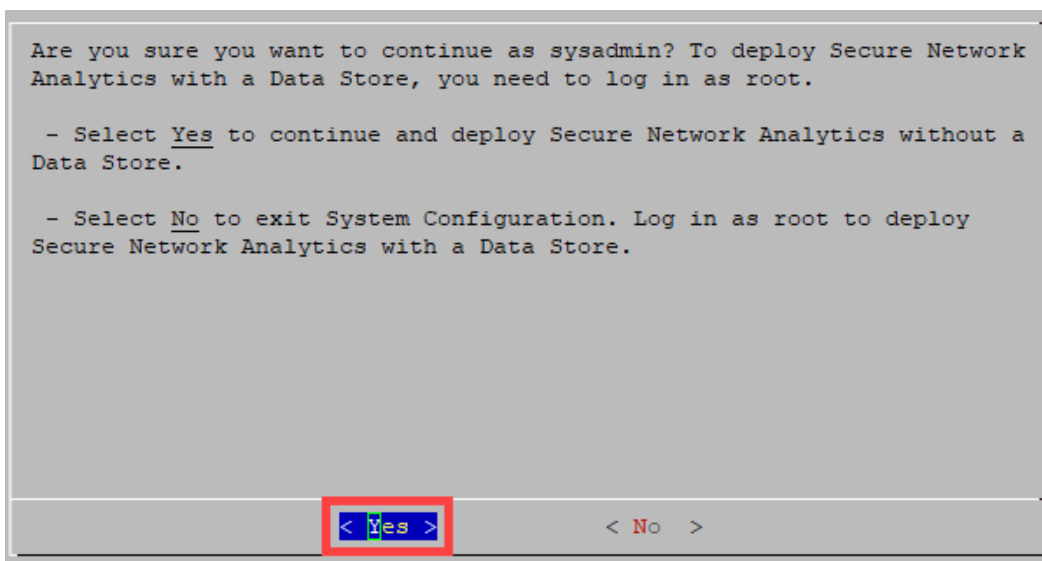 Are you sure you want to continue as sysadmin? To deploy Secure Network
Analytics with a Data Store, you need to log in as root.
- Select Yes to continue and deploy Secure Network Analytics without a
Data Store.
- Select No to exit System Configuration. Log in as root to deploy
Secure Network Analytics with a Data Store.
< Yes > < No >